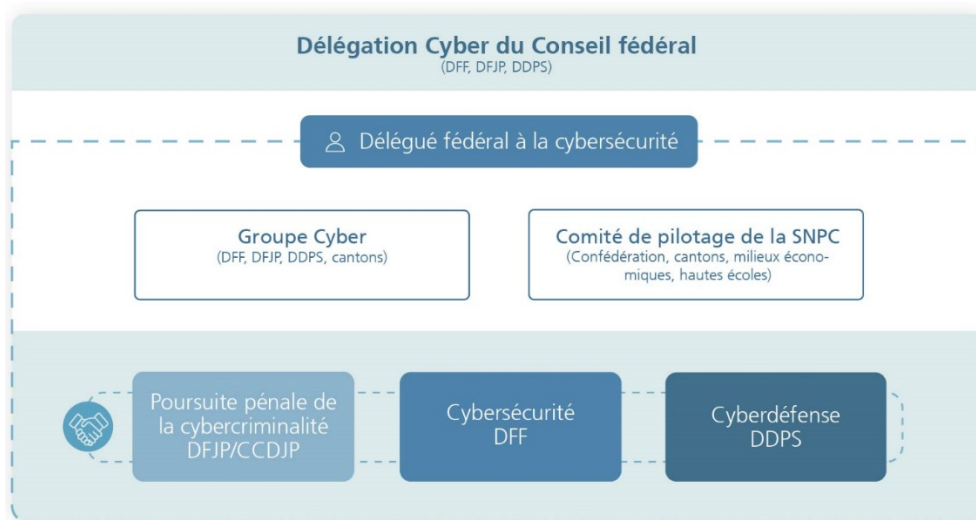 Délégation Cyber du Conseil fédéral
(DFF, DFJP, DDPS)
Délégué fédéral à la cybersécurité
Groupe Cyber
(DFF, DFJP, DDPS, cantons)
Comité de pilotage de la SNPC
(Confédération, cantons, milieux écono-
miques, hautes écoles)
Poursuite pénale de
la cybercriminalité
DFJP/CCDJP
Cybersécurité
DFF
Cyberdéfense
DDPS